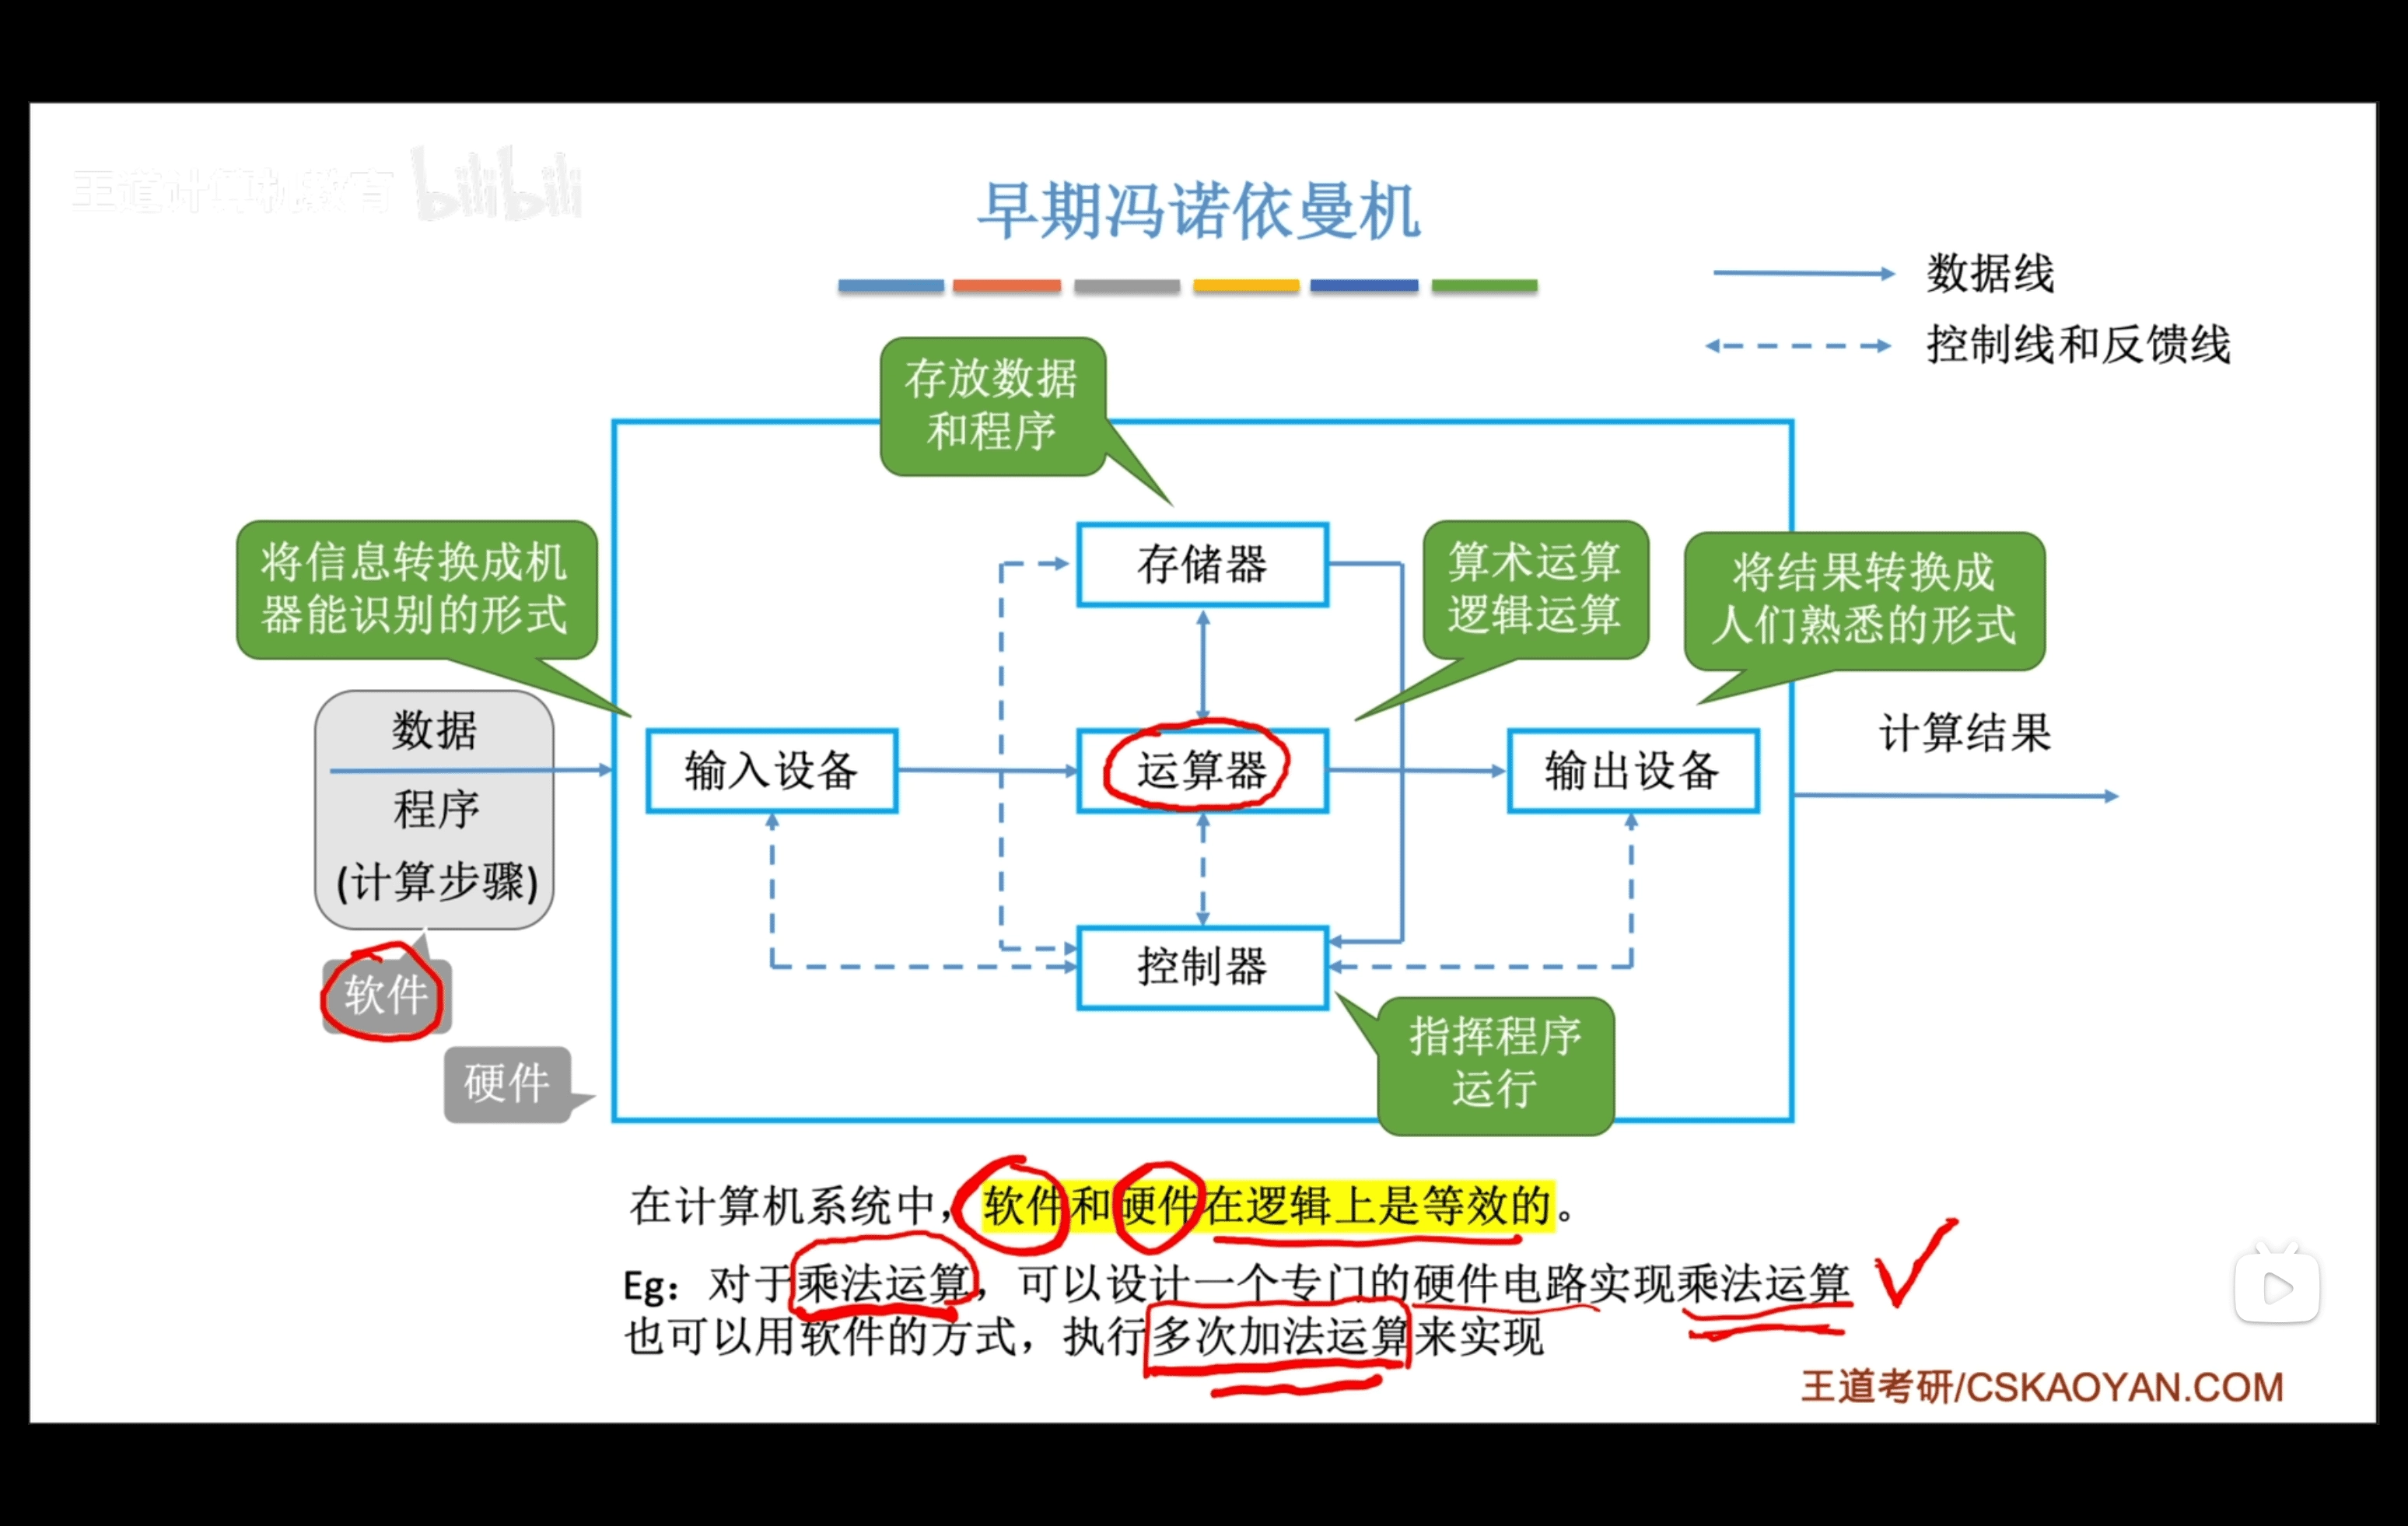 王道计算机教育 bilibili
早期冯诺依曼机
数据线
控制线和反馈线
存放数据
和程序
将信息转换成机
器能识别的形式
存储器
算术运算
逻辑运算
将结果转换成
人们熟悉的形式
数据
程序
(计算步骤)
输入设备
运算器
输出设备
计算结果
软件
控制器
硬件
指挥程序
运行
在计算机系统中，软件和硬件在逻辑上是等效的。
Eg：对于乘法运算，可以设计一个专门的硬件电路实现乘法运算
也可以用软件的方式，执行多次加法运算来实现
王道考研/CSKAOYAN.COM